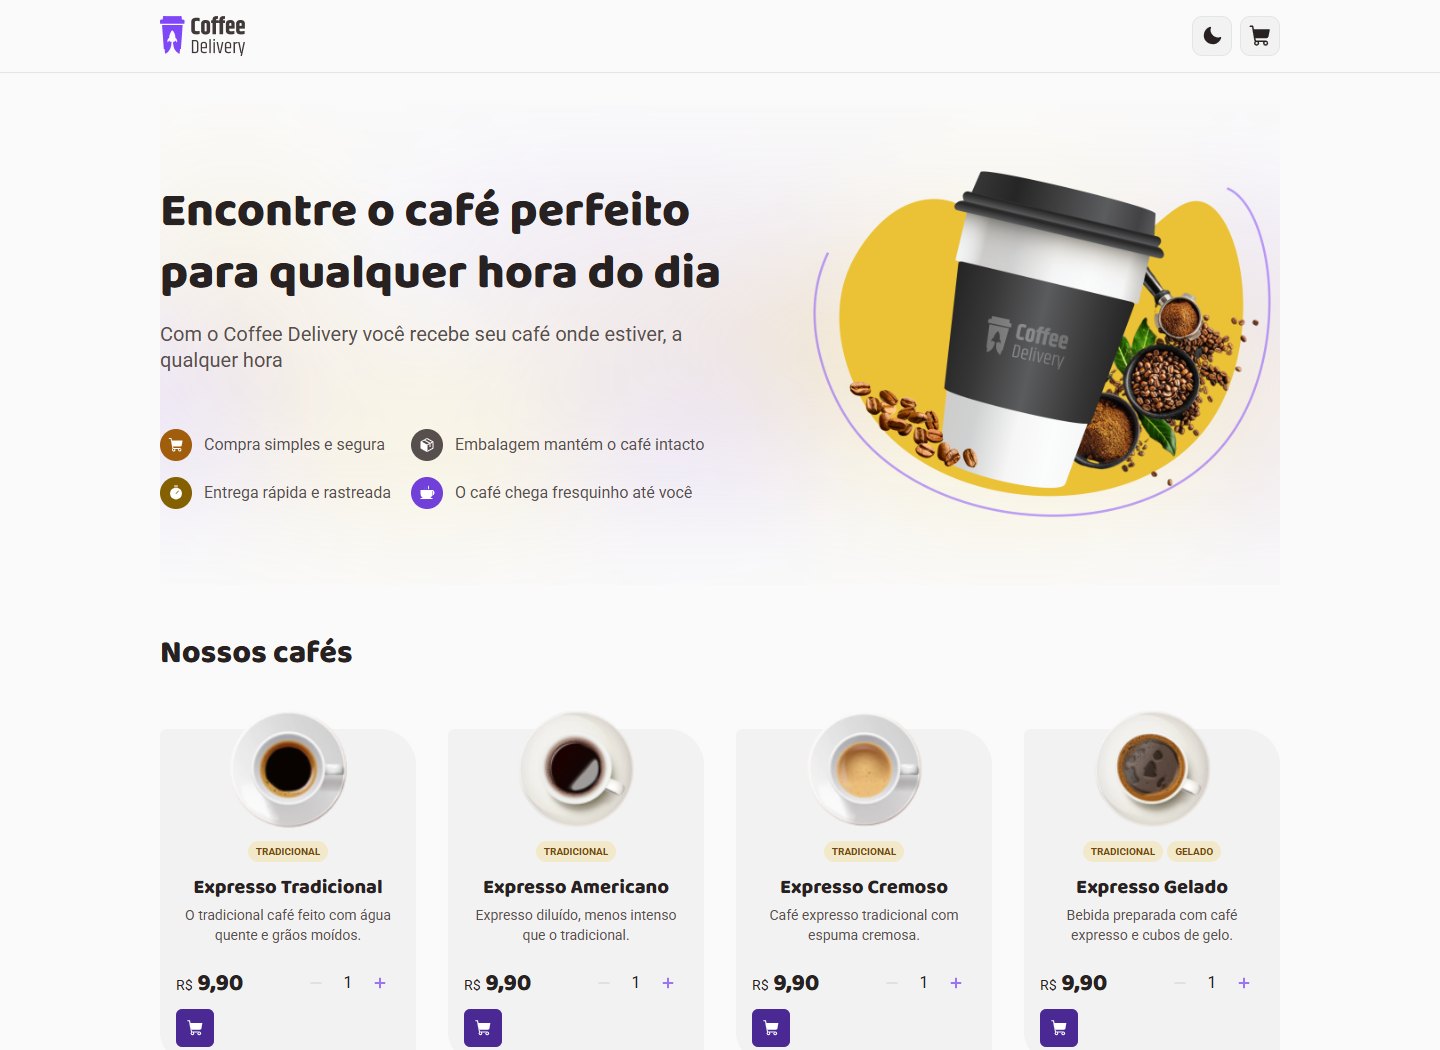 Coffee
Delivery
Encontre o café perfeito
para qualquer hora do dia
Com o Coffee Delivery você recebe seu café onde estiver, a
qualquer hora
Coffee
Delivery
Compra simples e segura
Embalagem mantém o café intacto
Entrega rápida e rastreada
O café chega fresquinho até você
Nossos cafés
TRADICIONAL
Expresso Tradicional
O tradicional café feito com água
quente e grãos moídos.
R$ 9,90
1
TRADICIONAL
Expresso Americano
Expresso diluído, menos intenso
que o tradicional.
R$ 9,90
1
TRADICIONAL
Expresso Cremoso
Café expresso tradicional com
espuma cremosa.
R$ 9,90
1
TRADICIONAL GELADO
Expresso Gelado
Bebida preparada com café
expresso e cubos de gelo.
R$ 9,90
1